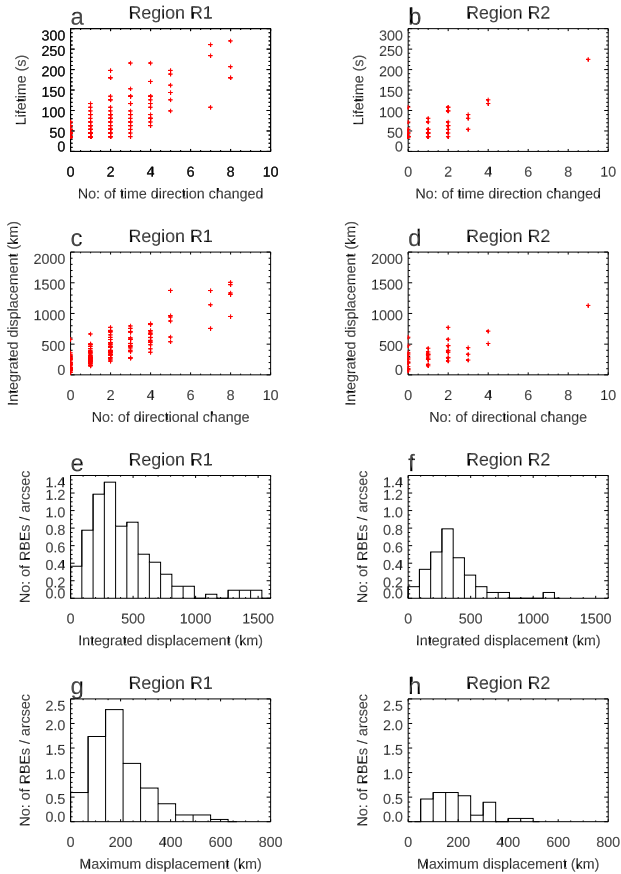 a Region R1
300
250
200
150
100
50
0
Lifetime (s)
0 2 4 6 8 10
No: of time direction changed
b Region R2
300
250
200
150
100
50
0
Lifetime (s)
0 2 4 6 8 10
No: of time direction changed
c Region R1
2000
1500
1000
500
0
Integrated displacement (km)
0 2 4 6 8 10
No: of directional change
d Region R2
2000
1500
1000
500
0
Integrated displacement (km)
0 2 4 6 8 10
No: of directional change
e Region R1
1.4
1.2
1.0
0.8
0.6
0.4
0.2
0.0
No: of RBEs / arcsec
0 500 1000 1500
Integrated displacement (km)
f Region R2
1.4
1.2
1.0
0.8
0.6
0.4
0.2
0.0
No: of RBEs / arcsec
0 500 1000 1500
Integrated displacement (km)
g Region R1
2.5
2.0
1.5
1.0
0.5
0.0
No: of RBEs / arcsec
0 200 400 600 800
Maximum displacement (km)
h Region R2
2.5
2.0
1.5
1.0
0.5
0.0
No: of RBEs / arcsec
0 200 400 600 800
Maximum displacement (km)